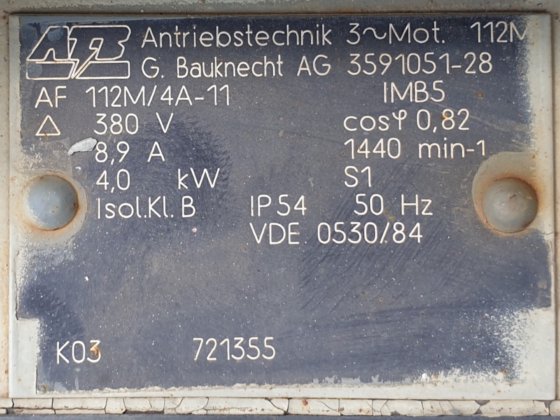 ATB Antriebstechnik 3~Mot. 112M
G. Bauknecht AG 3591051-28
AF 112M/4A-11 IMB5
△ 380 V cosφ 0,82
8,9 A 1440 min-1
4,0 kW S1
Isol.Kl. B IP54 50 Hz
VDE 0530/84
K03 721355